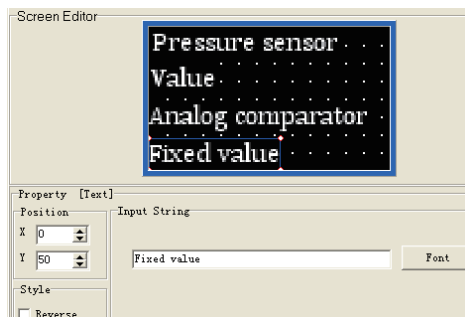 Screen Editor
Pressure sensor
Value
Analog comparator
Fixed value
Property [Text]
Position
Input String
X 0
Y 50
Fixed value
Font
Style
Reverse